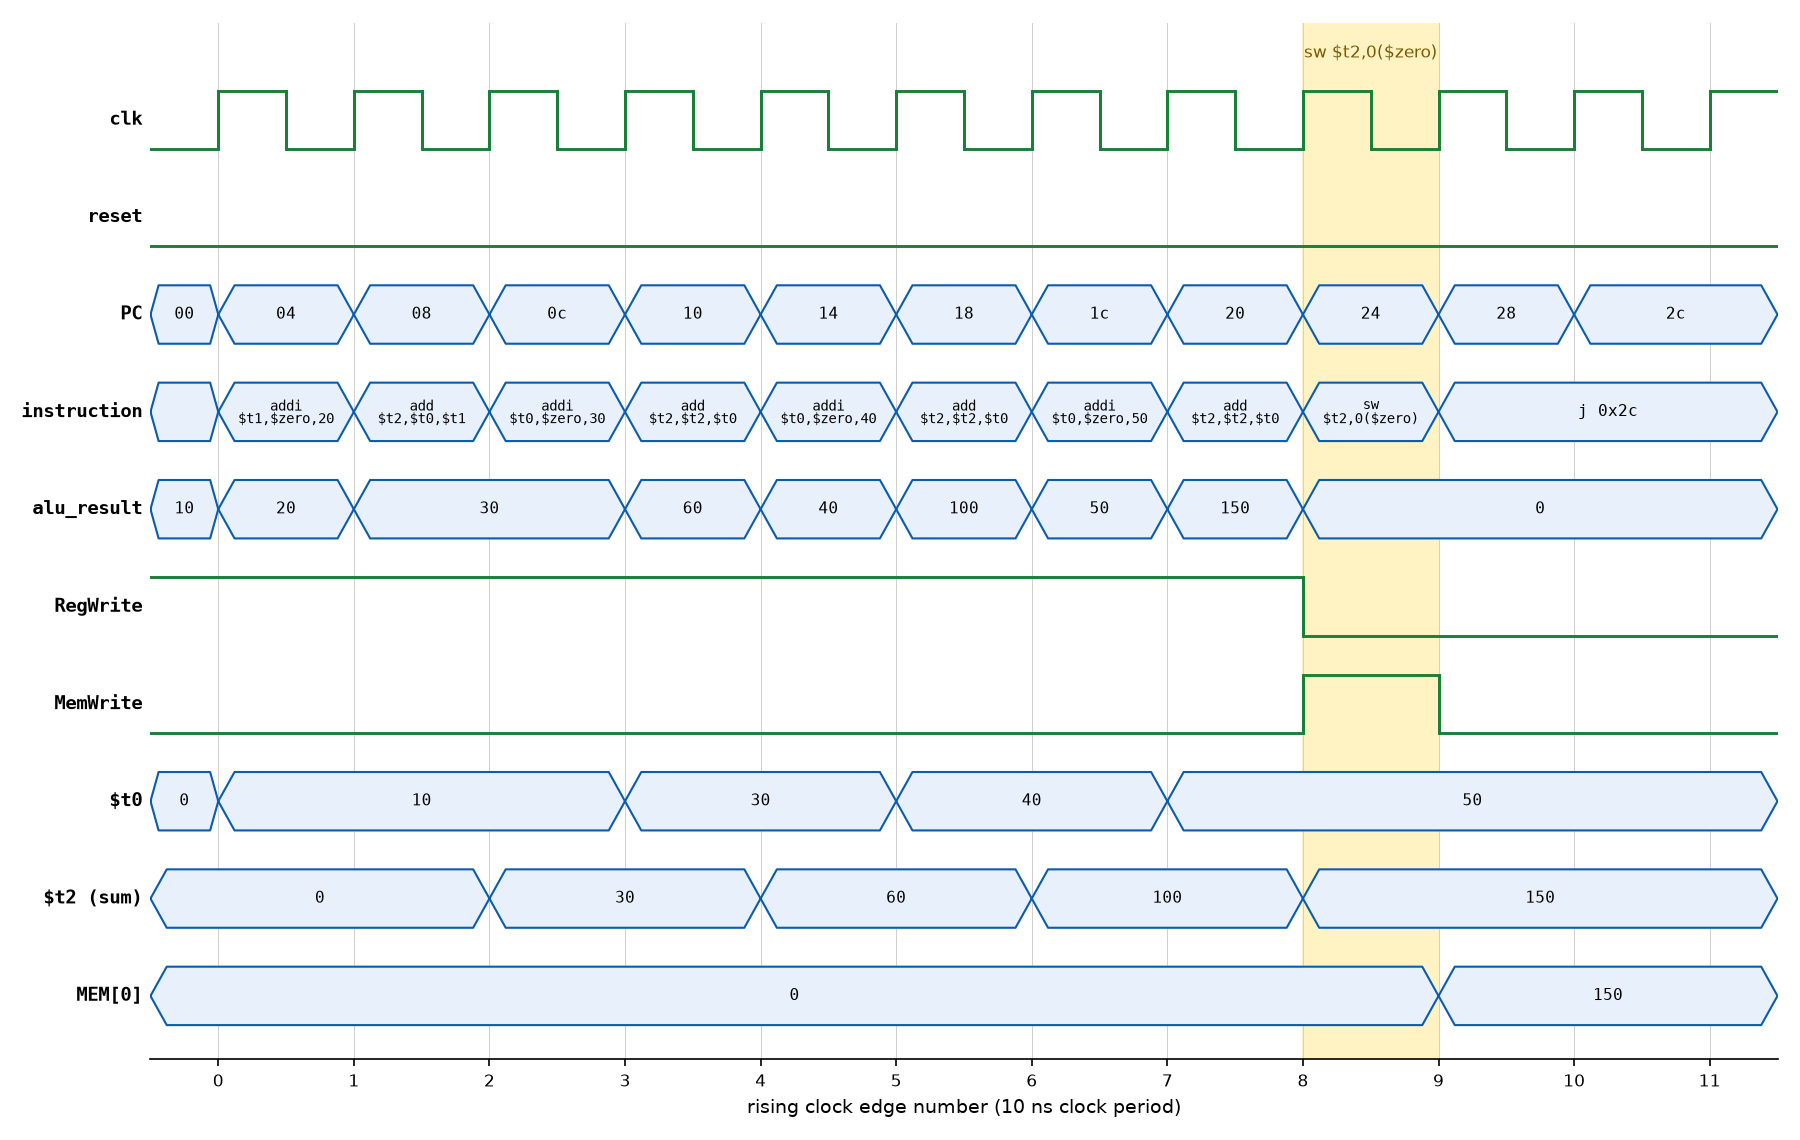 sw $t2,0($zero)
clk
reset
PC 00 04 08 0c 10 14 18 1c 20 24 28 2c
instruction
addi
$t1,$zero,20
add
$t2,$t0,$t1
addi
$t0,$zero,30
add
$t2,$t2,$t0
addi
$t0,$zero,40
add
$t2,$t2,$t0
addi
$t0,$zero,50
add
$t2,$t2,$t0
sw
$t2,0($zero)
j 0x2c
alu_result 10 20 30 60 40 100 50 150 0
RegWrite
MemWrite
$t0 0 10 30 40 50
$t2 (sum) 0 30 60 100 150
MEM[0] 0 150
0 1 2 3 4 5 6 7 8 9 10 11
rising clock edge number (10 ns clock period)